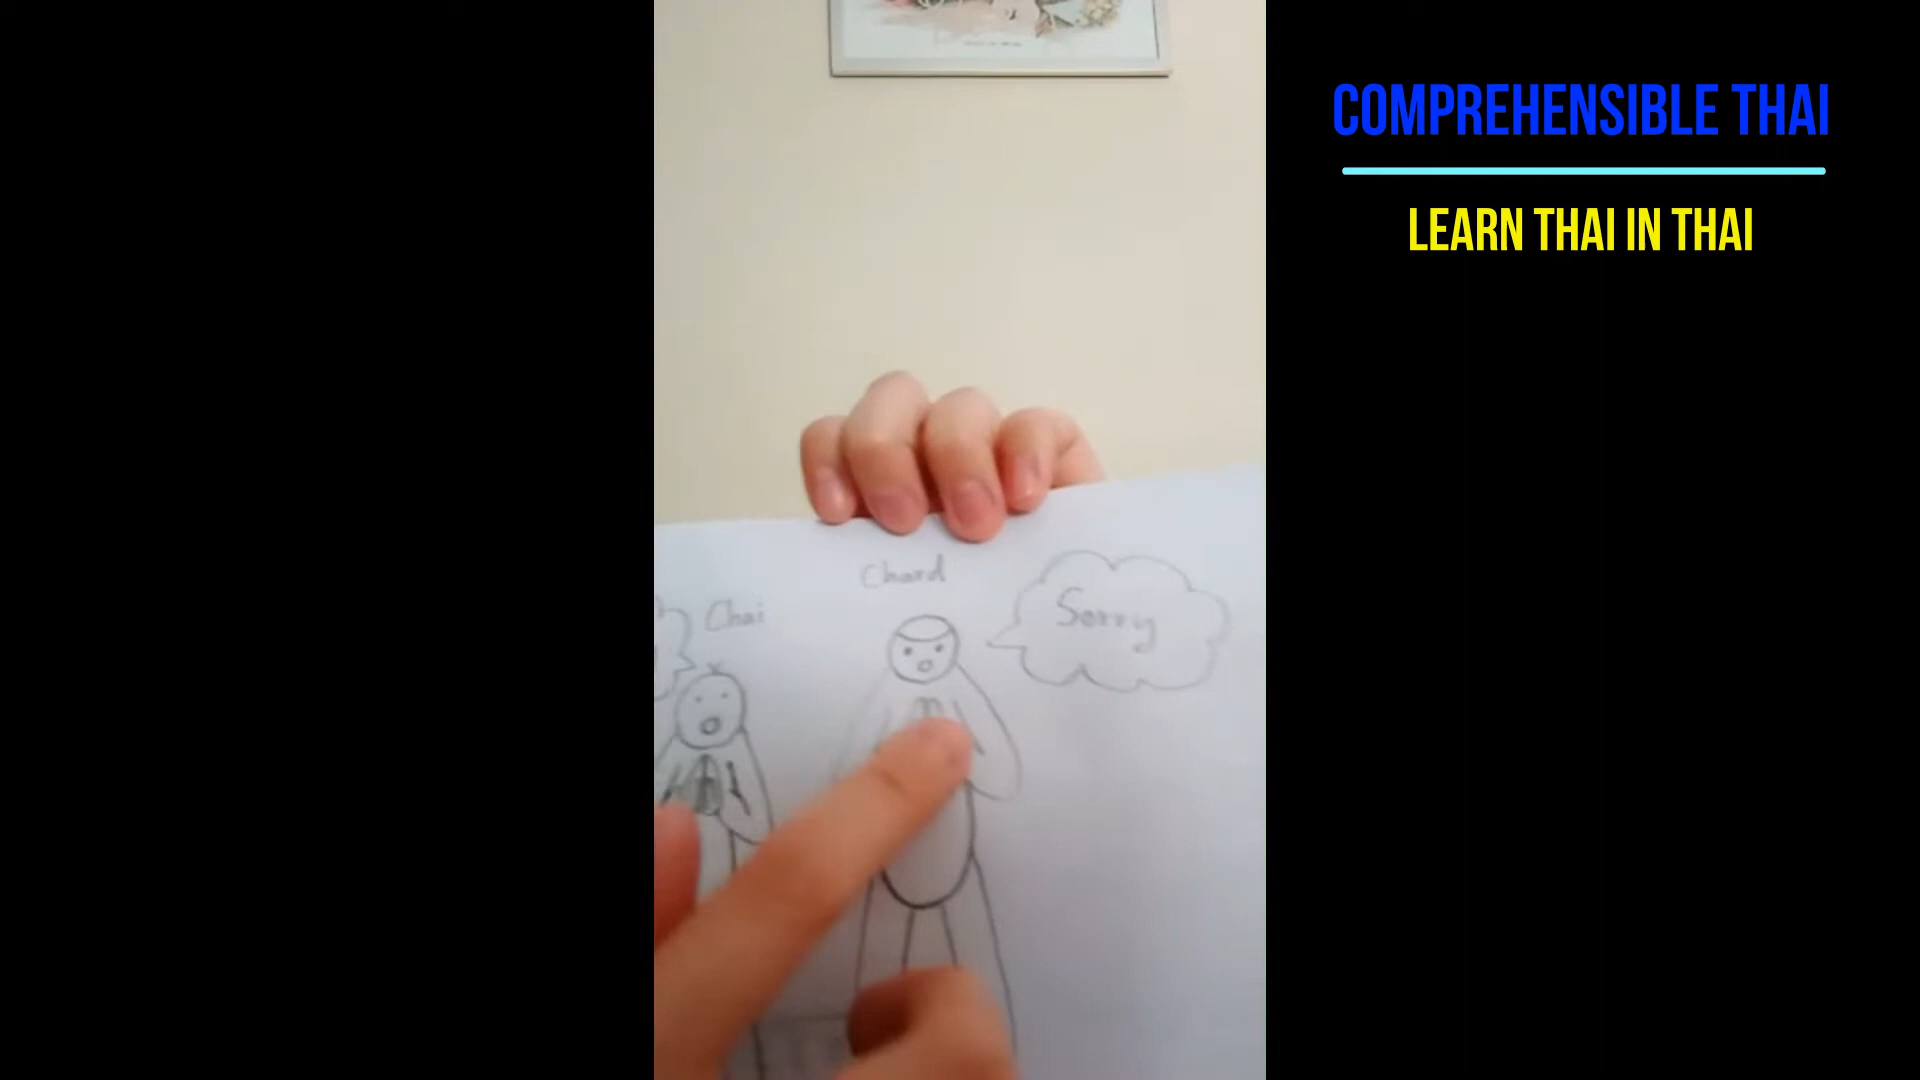 COMPREHENSIBLE THAI
LEARN THAI IN THAI
Chard
Chai
Sorry